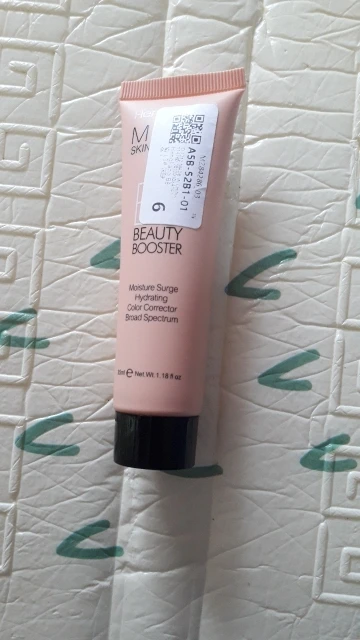 M
SKIN
A5B-52B1-01
6
BEAUTY
BOOSTER
Moisture Surge
Hydrating
Color Corrector
Broad Spectrum
℮ Net.Wt.1.18 fl oz